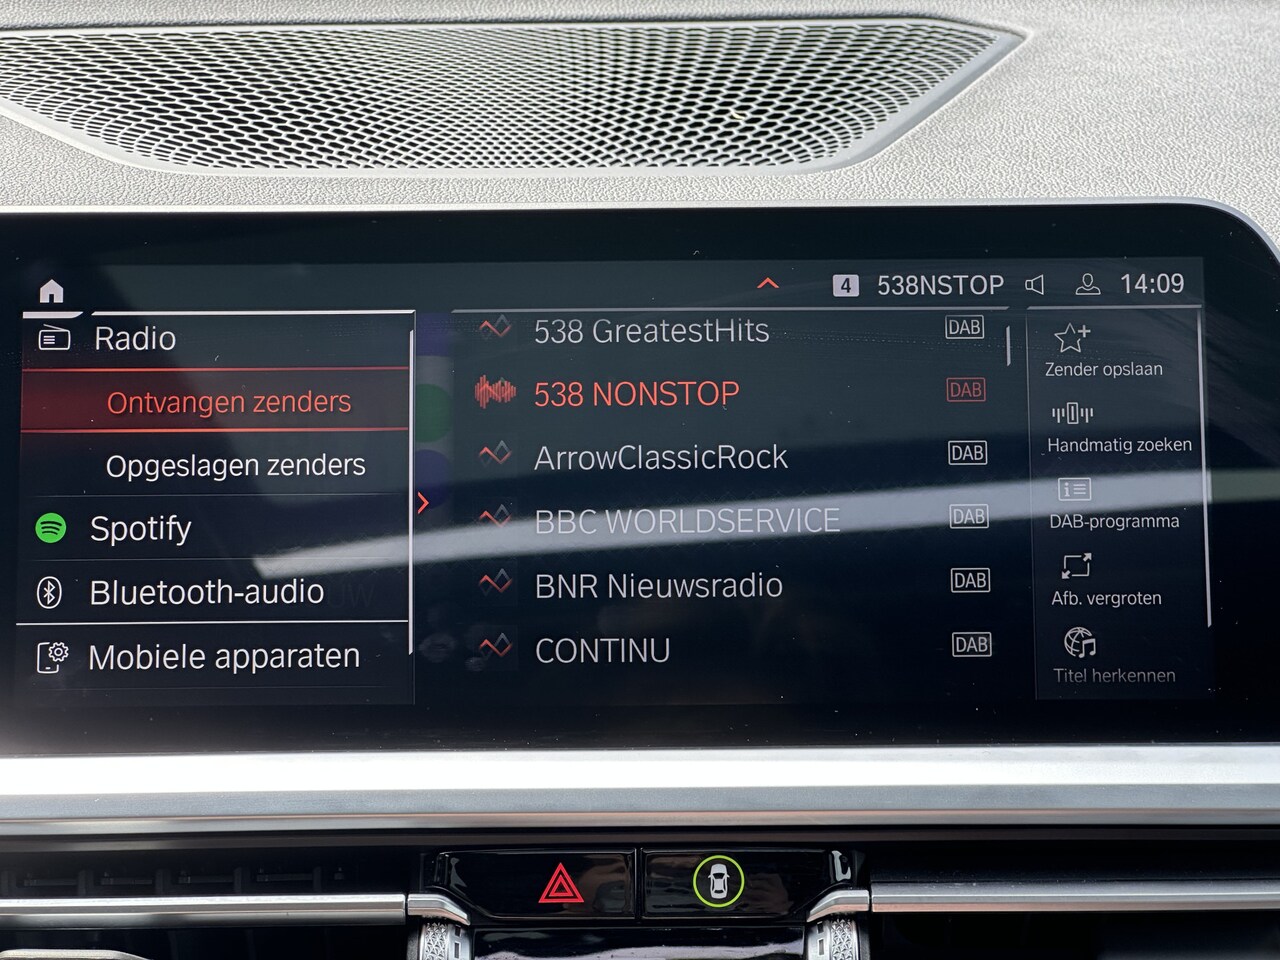 4 538NSTOP 14:09
Radio
Ontvangen zenders
Opgeslagen zenders
Spotify
Bluetooth-audio
Mobiele apparaten
538 GreatestHits DAB
538 NONSTOP DAB
ArrowClassicRock DAB
BBC WORLDSERVICE DAB
BNR Nieuwsradio DAB
CONTINU DAB
Zender opslaan
Handmatig zoeken
DAB-programma
Afb. vergroten
Titel herkennen